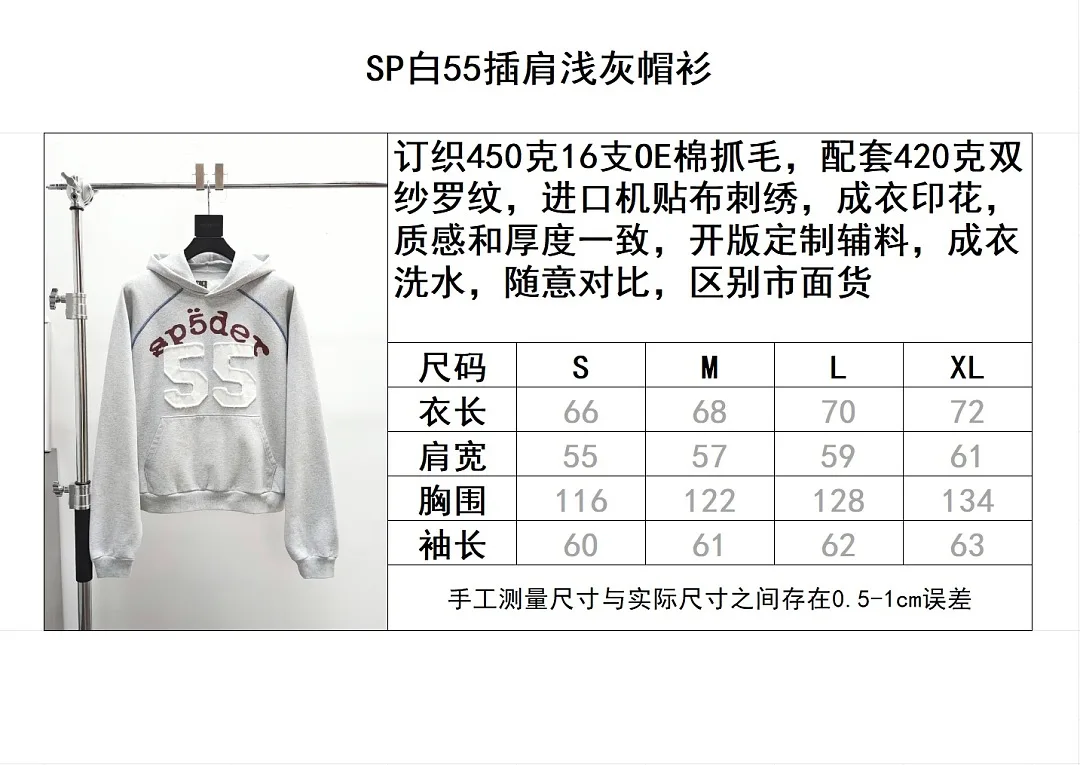 SP白55插肩浅灰帽衫
订织450克16支OE棉抓毛，配套420克双
纱罗纹，进口机贴布刺绣，成衣印花，
质感和厚度一致，开版定制辅料，成衣
洗水，随意对比，区别市面货
sp5der
55
尺码 S M L XL
衣长 66 68 70 72
肩宽 55 57 59 61
胸围 116 122 128 134
袖长 60 61 62 63
手工测量尺寸与实际尺寸之间存在0.5-1cm误差